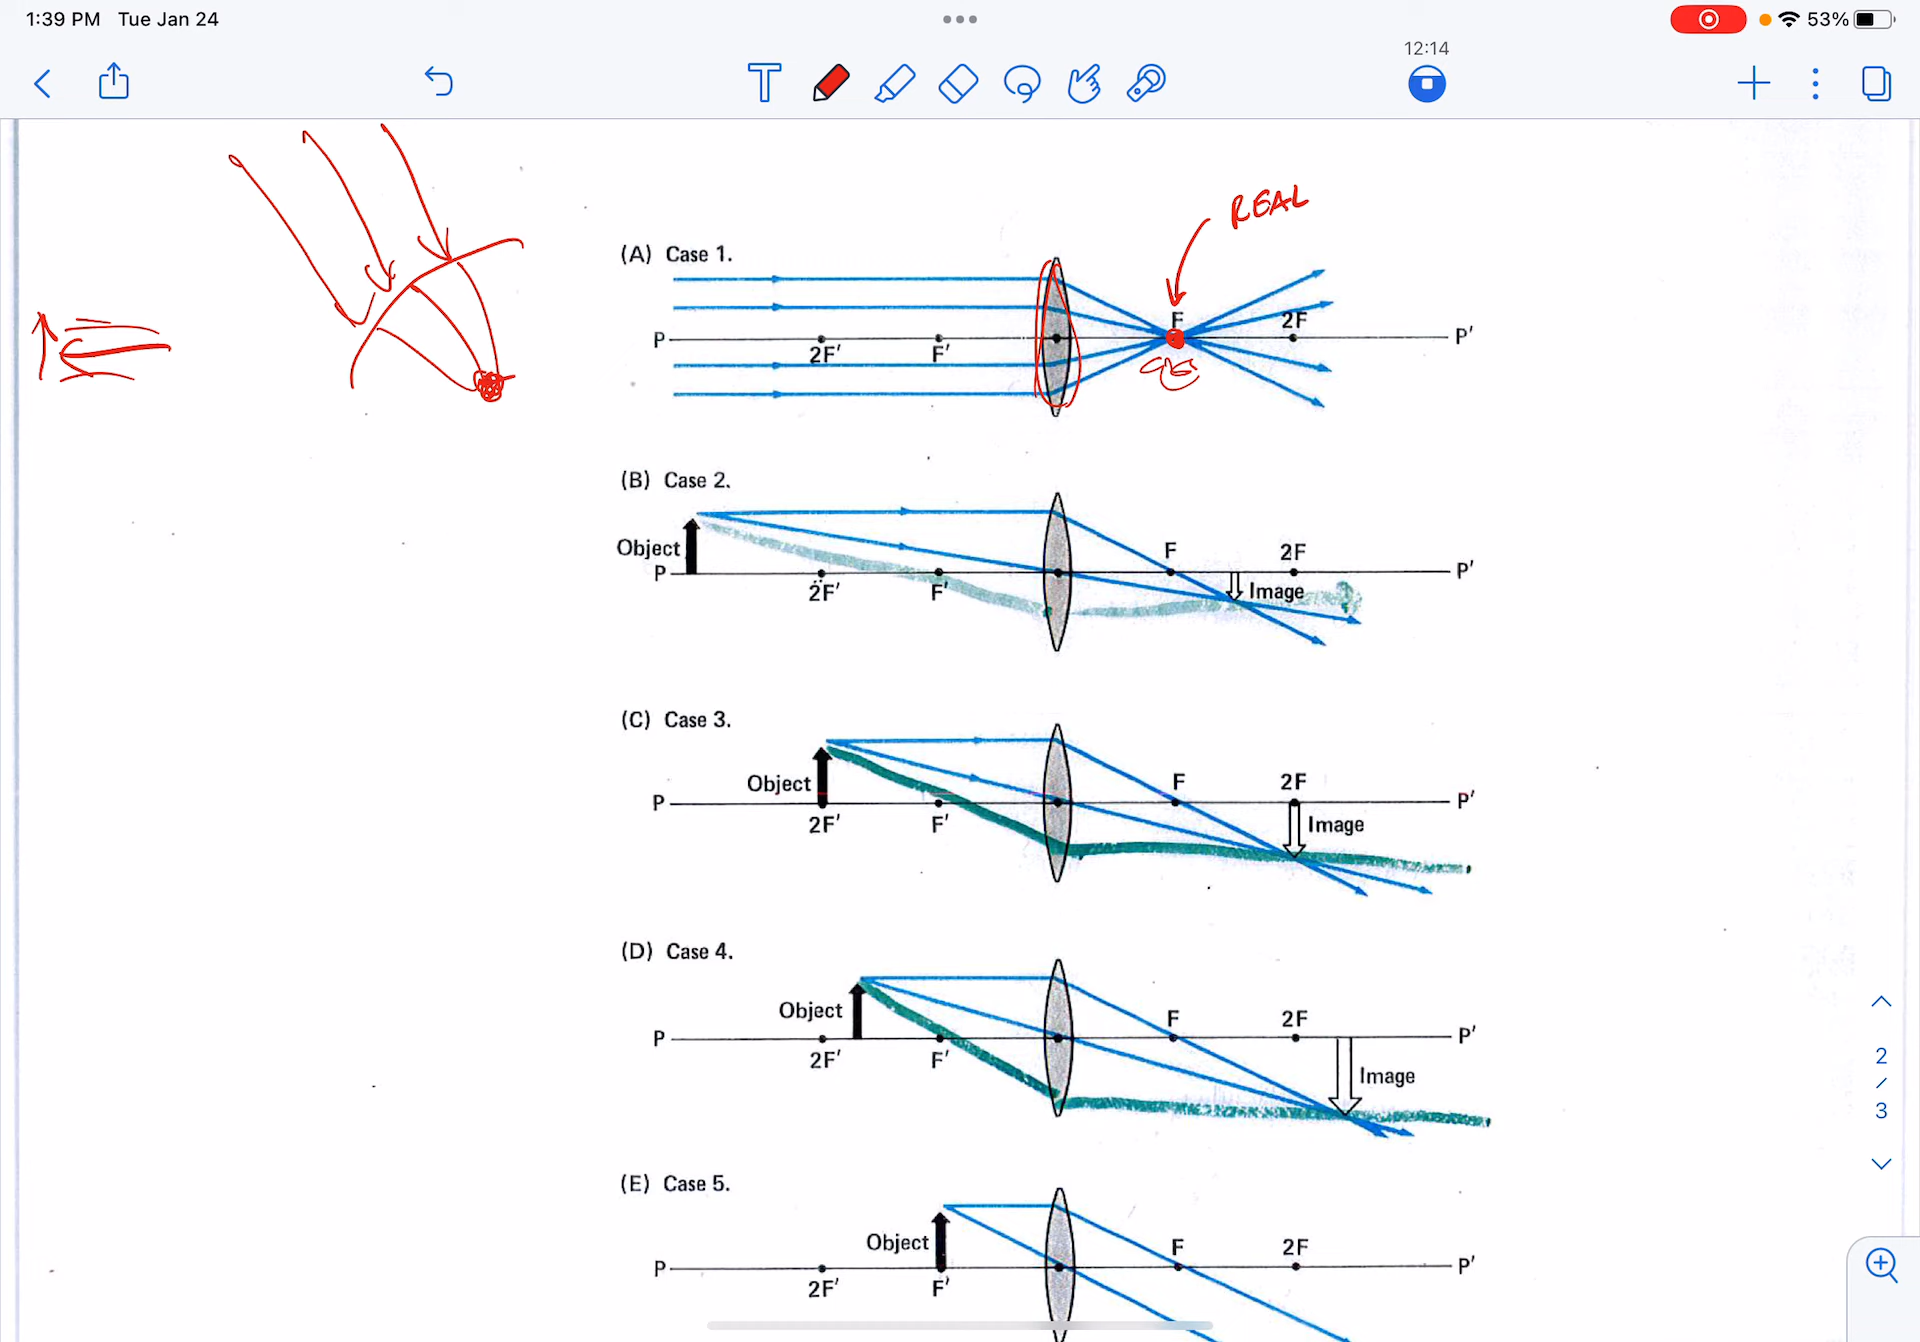 1:39 PM Tue Jan 24
53%
12:14
T
REAL
(A) Case 1.
F
2F
P
P'
2F'
F'
(B) Case 2.
Object
F
2F
P
P'
2F'
F'
Image
(C) Case 3.
Object
F
2F
P
P'
2F'
F'
Image
(D) Case 4.
Object
F
2F
P
P'
2F'
F'
Image
2
/
3
(E) Case 5.
Object
F
2F
P
P'
2F'
F'